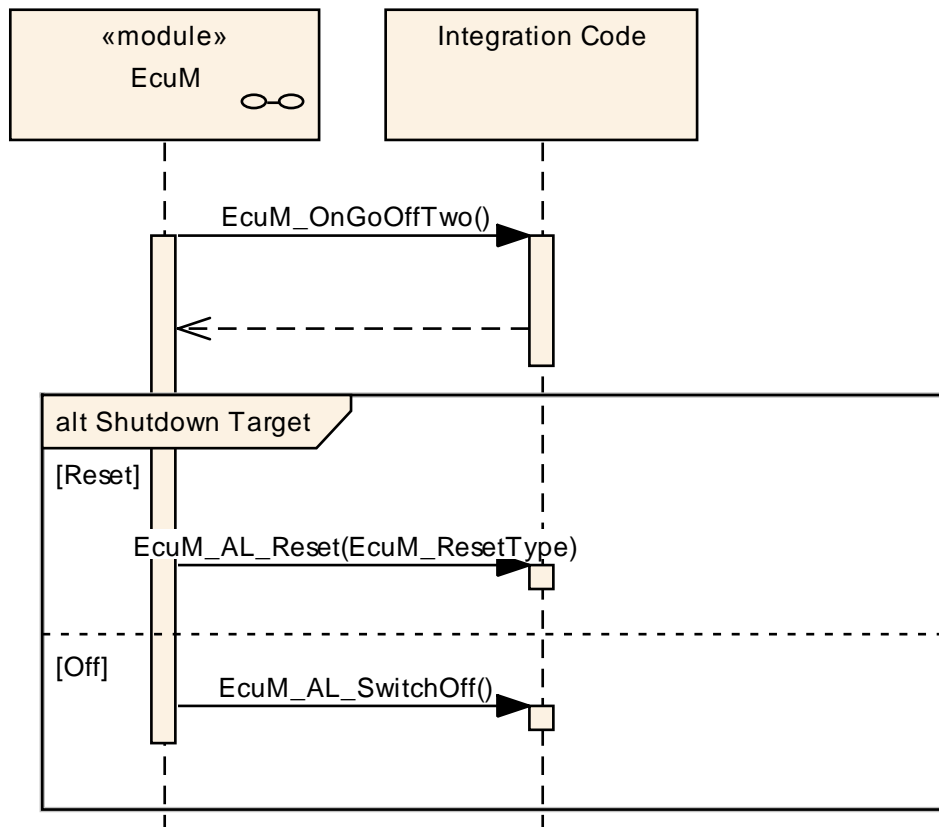 «module»
EcuM
Integration Code
EcuM_OnGoOffTwo()
alt Shutdown Target
[Reset]
EcuM_AL_Reset(EcuM_ResetType)
[Off]
EcuM_AL_SwitchOff()